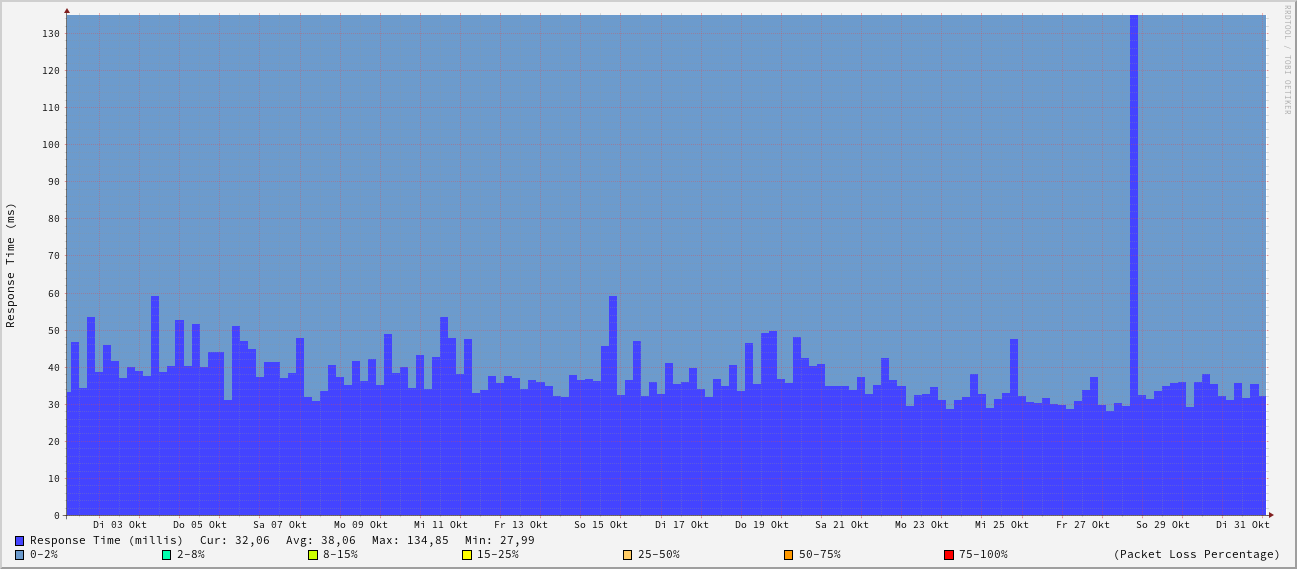 RRDTOOL / TOBI OETIKER
Response Time (ms)
130
120
110
100
90
80
70
60
50
40
30
20
10
0
Di 03 Okt Do 05 Okt Sa 07 Okt Mo 09 Okt Mi 11 Okt Fr 13 Okt So 15 Okt Di 17 Okt Do 19 Okt Sa 21 Okt Mo 23 Okt Mi 25 Okt Fr 27 Okt So 29 Okt Di 31 Okt
Response Time (millis) Cur: 32,06 Avg: 38,06 Max: 134,85 Min: 27,99
0-2% 2-8% 8-15% 15-25% 25-50% 50-75% 75-100% (Packet Loss Percentage)